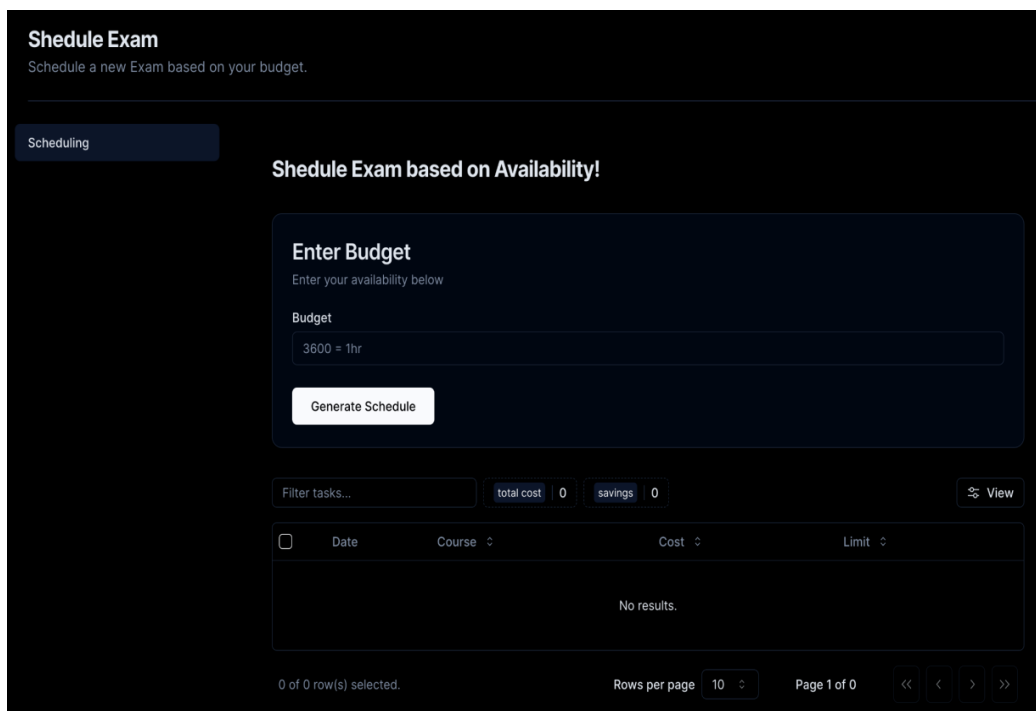 Shedule Exam
Schedule a new Exam based on your budget.
Scheduling
Shedule Exam based on Availability!
Enter Budget
Enter your availability below
Budget
3600 = 1hr
Generate Schedule
Filter tasks... total cost 0 savings 0 View
Date Course Cost Limit
No results.
0 of 0 row(s) selected. Rows per page 10 Page 1 of 0